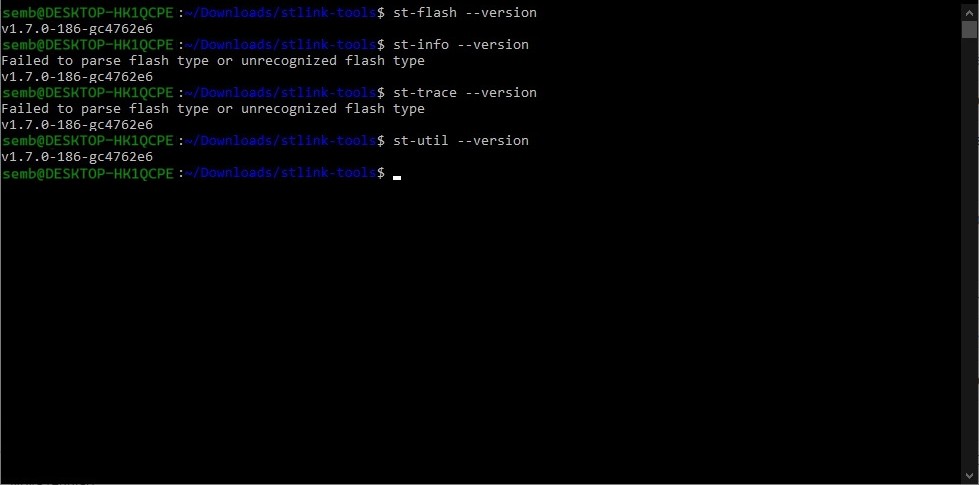 semb@DESKTOP-HK1QCPE:~/Downloads/stlink-tools$ st-flash --version
v1.7.0-186-gc4762e6
semb@DESKTOP-HK1QCPE:~/Downloads/stlink-tools$ st-info --version
Failed to parse flash type or unrecognized flash type
v1.7.0-186-gc4762e6
semb@DESKTOP-HK1QCPE:~/Downloads/stlink-tools$ st-trace --version
Failed to parse flash type or unrecognized flash type
v1.7.0-186-gc4762e6
semb@DESKTOP-HK1QCPE:~/Downloads/stlink-tools$ st-util --version
v1.7.0-186-gc4762e6
semb@DESKTOP-HK1QCPE:~/Downloads/stlink-tools$